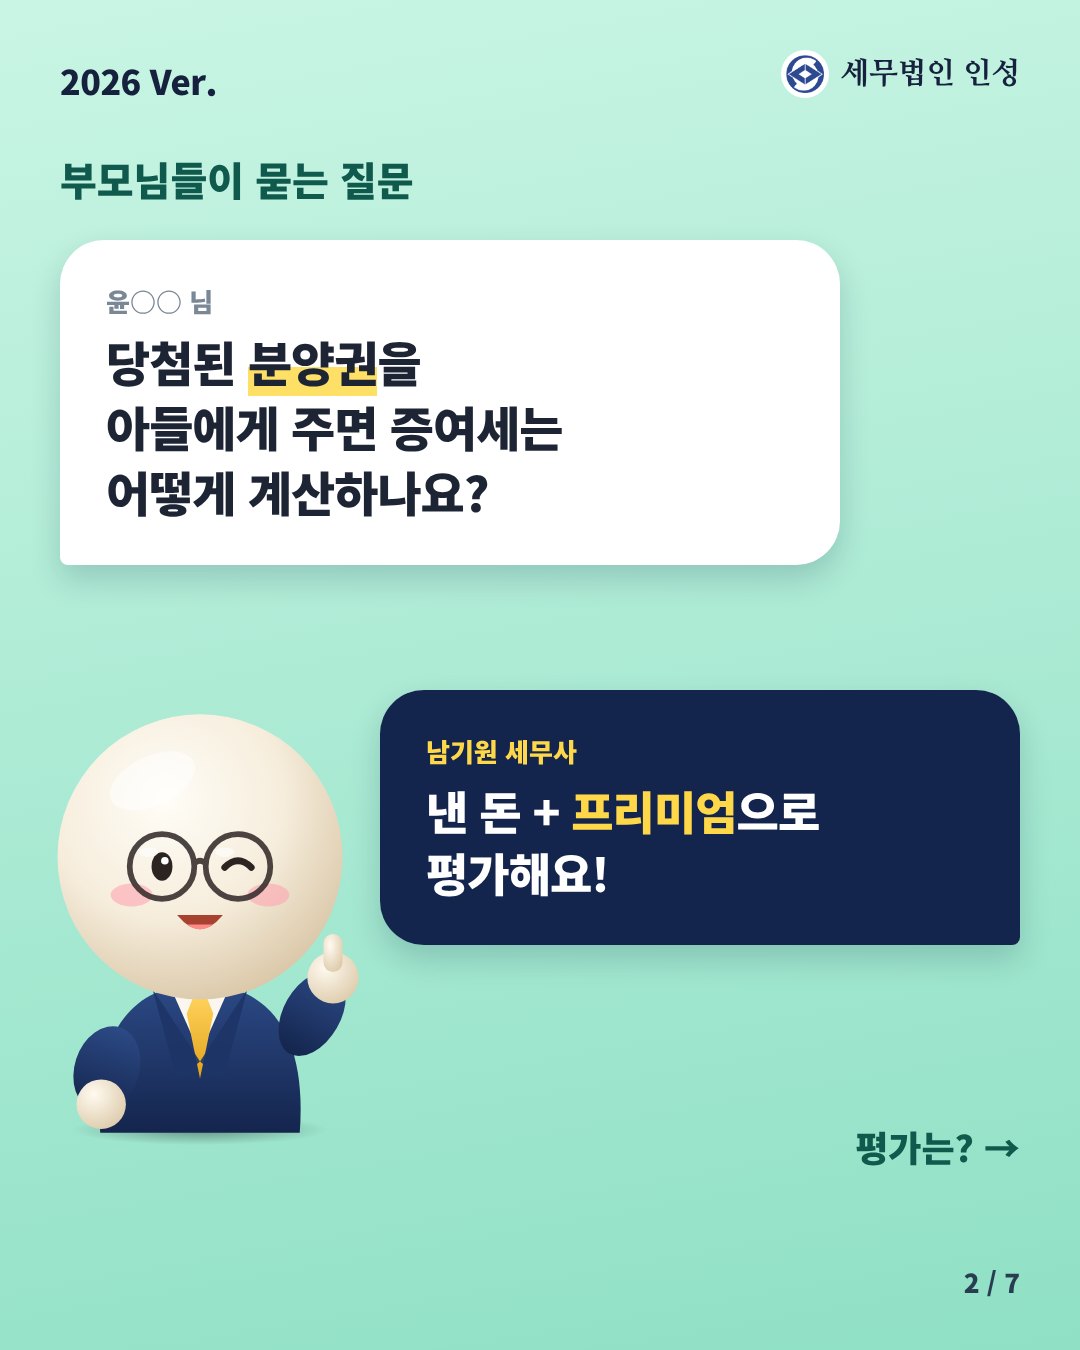 2026 Ver.
세무법인 인성
부모님들이 묻는 질문
윤○○ 님
당첨된 분양권을
아들에게 주면 증여세는
어떻게 계산하나요?
남기원 세무사
낸 돈 + 프리미엄으로
평가해요!
평가는? →
2 / 7